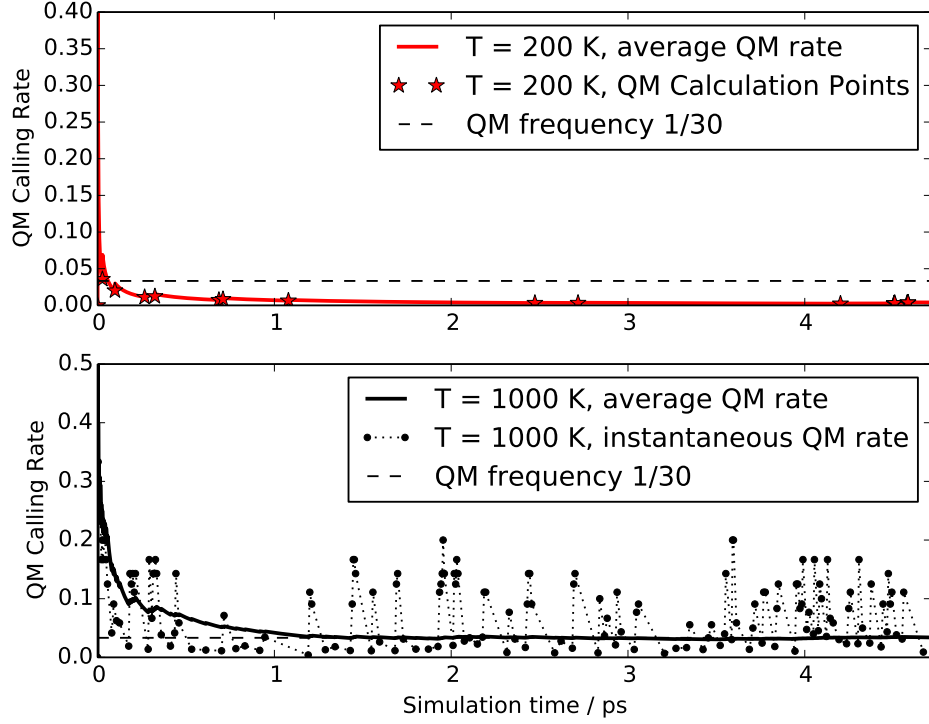 0.40
0.35
0.30
0.25
0.20
0.15
0.10
0.05
0.00
QM Calling Rate
T = 200 K, average QM rate
T = 200 K, QM Calculation Points
QM frequency 1/30
0 1 2 3 4
0.5
0.4
0.3
0.2
0.1
0.0
QM Calling Rate
T = 1000 K, average QM rate
T = 1000 K, instantaneous QM rate
QM frequency 1/30
0 1 2 3 4
Simulation time / ps